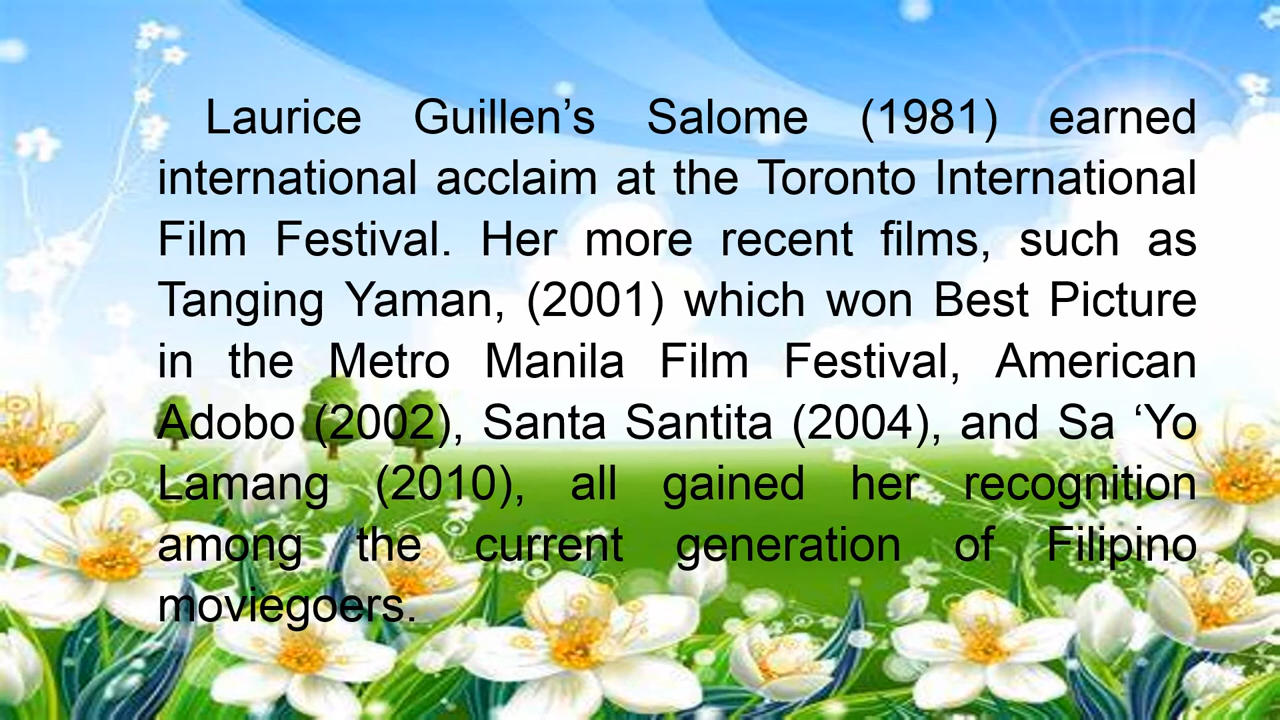 Laurice Guillen’s Salome (1981) earned
international acclaim at the Toronto International
Film Festival. Her more recent films, such as
Tanging Yaman, (2001) which won Best Picture
in the Metro Manila Film Festival, American
Adobo (2002), Santa Santita (2004), and Sa ‘Yo
Lamang (2010), all gained her recognition
among the current generation of Filipino
moviegoers.